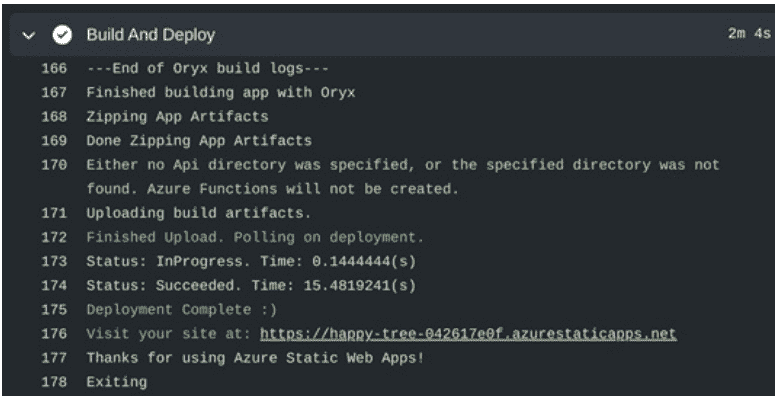 Build And Deploy 2m 4s
166 ---End of Oryx build logs---
167 Finished building app with Oryx
168 Zipping App Artifacts
169 Done Zipping App Artifacts
170 Either no Api directory was specified, or the specified directory was not
found. Azure Functions will not be created.
171 Uploading build artifacts.
172 Finished Upload. Polling on deployment.
173 Status: InProgress. Time: 0.1444444(s)
174 Status: Succeeded. Time: 15.4819241(s)
175 Deployment Complete :)
176 Visit your site at: https://happy-tree-042617e0f.azurestaticapps.net
177 Thanks for using Azure Static Web Apps!
178 Exiting